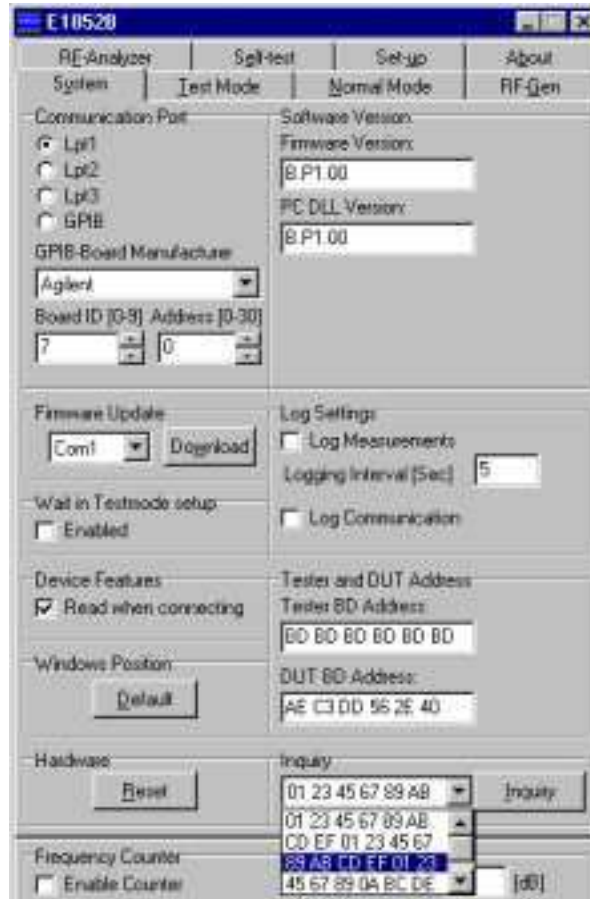 E1852B
RF-Analyzer Self-test Set-up About
System Test Mode Normal Mode RF-Gen
Communication Port
Lpt1
Lpt2
Lpt3
GPIB
GPIB-Board Manufacturer
Agilent
Board ID [0-9] Address [0-30]
7 0
Software Version
Firmware Version:
B.P1.00
PC DLL Version:
B.P1.00
Firmware Update
Com1 Download
Log Settings
Log Measurements
Logging Interval [Sec] 5
Log Communication
Wait in Testmode setup
Enabled
Device Features
Read when connecting
Tester and DUT Address
Tester BD Address:
BD BD BD BD BD BD
DUT BD Address:
AE C3 DD 56 2E 40
Windows Position
Default
Hardware
Reset
Inquiry
01 23 45 67 89 AB Inquiry
01 23 45 67 89 AB
CD EF 01 23 45 67
89 AB CD EF 01 23
45 67 89 0A BC DE
Frequency Counter
Enable Counter
[dB]